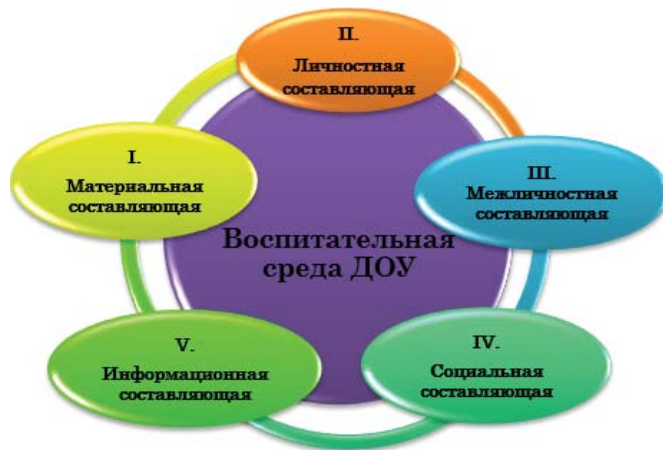 II.
Личностная
составляющая
I.
Материальная
составляющая
III.
Межличностная
составляющая
Воспитательная
среда ДОУ
V.
Информационная
составляющая
IV.
Социальная
составляющая